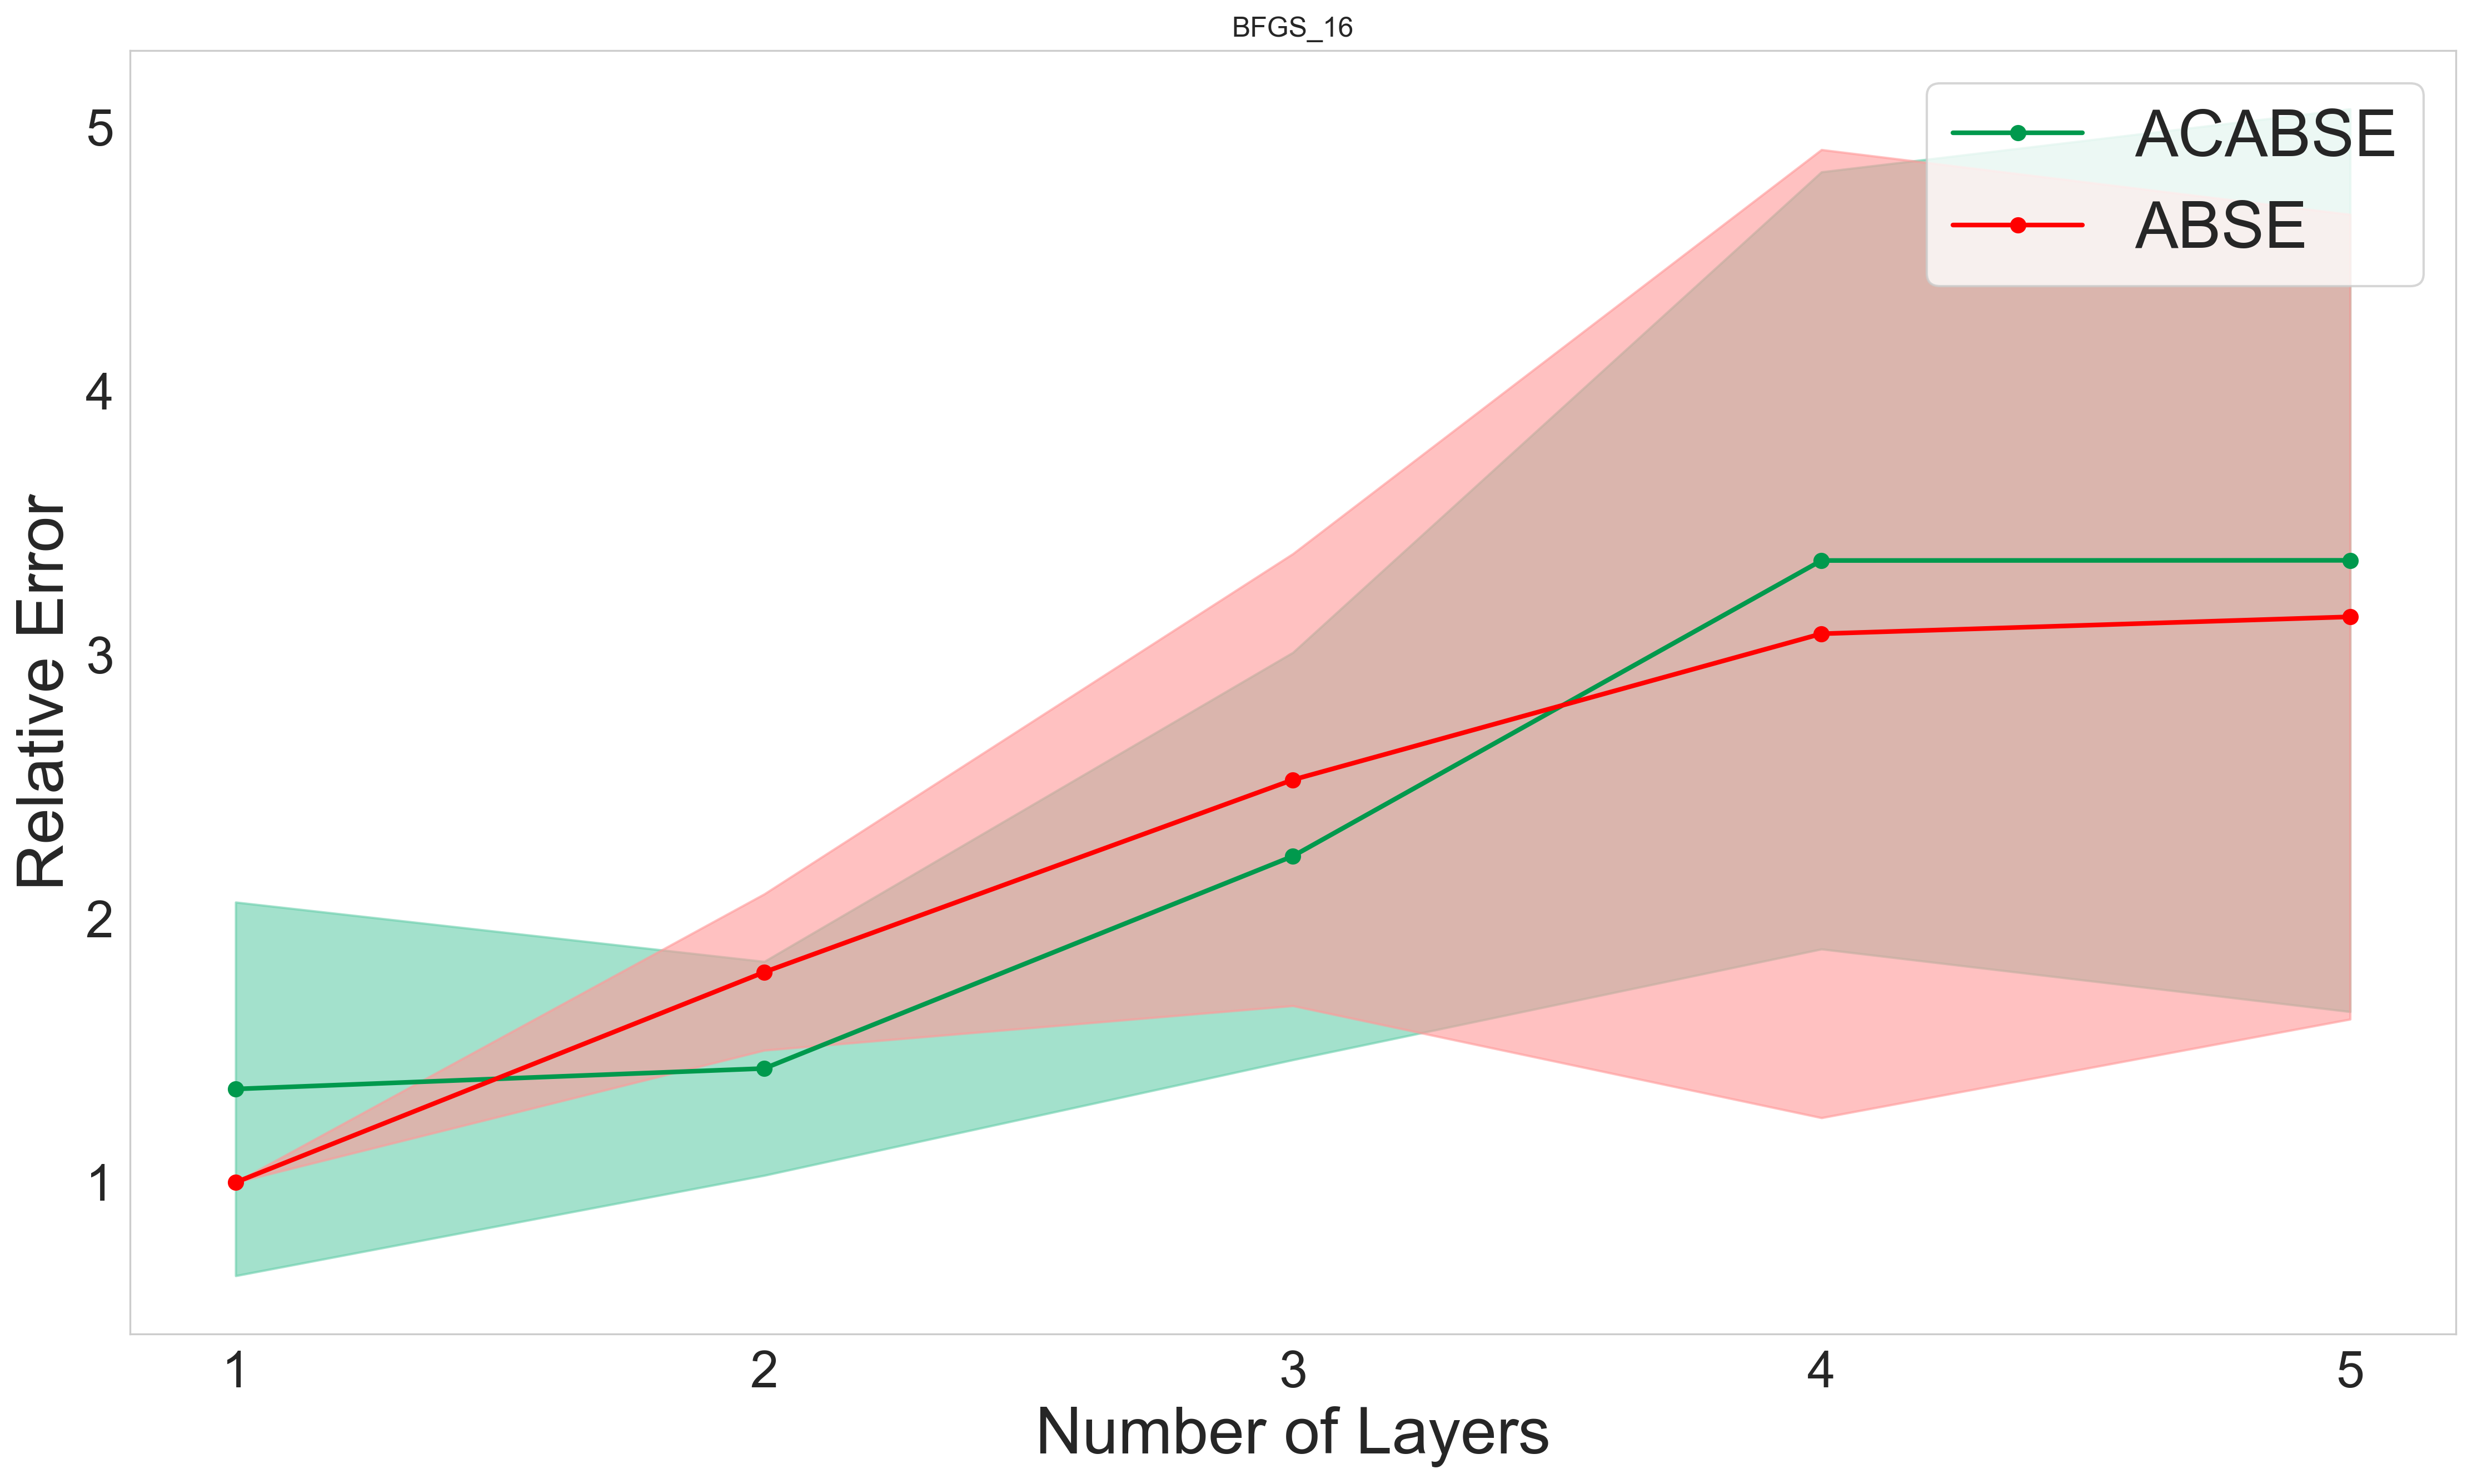 BFGS_16
5
4
3
2
1
Relative Error
ACABSE
ABSE
1 2 3 4 5
Number of Layers